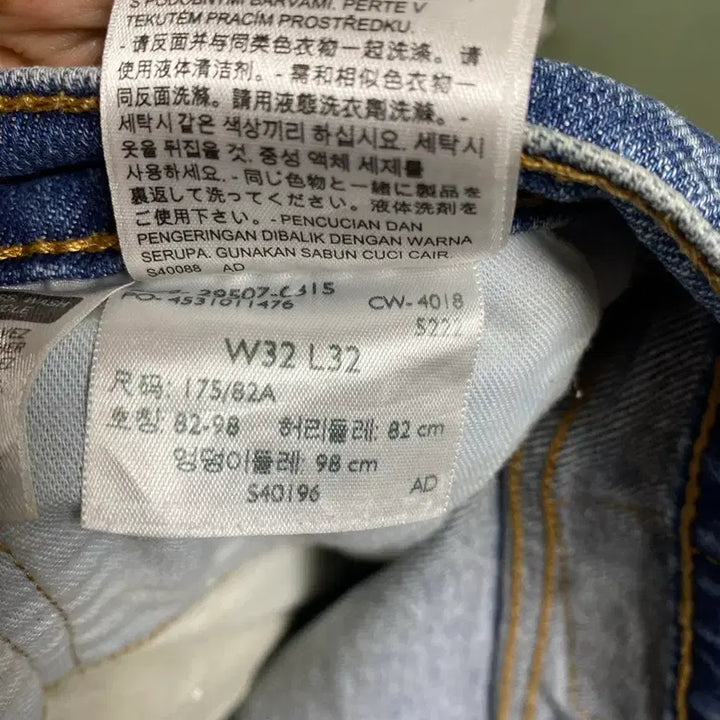 S PODOBNÝMI BARVAMI. PERTE V
TEKUTÉM PRACÍM PROSTŘEDKU.
- 请反面并与同类色衣物一起洗涤。请
使用液体清洁剂。- 需和相似色衣物一
同反面洗滌。請用液態洗衣劑洗滌。-
세탁시 같은 색상끼리 하십시요. 세탁시
옷을 뒤집을 것. 중성 액체 세제를
사용하세요. - 同じ色物と一緒に製品を
裏返して洗ってください。液体洗剤を
ご使用下さい。- PENCUCIAN DAN
PENGERINGAN DIBALIK DENGAN WARNA
SERUPA. GUNAKAN SABUN CUCI CAIR.
S40088 AD
PO- 4531011476 CW- 4018
S222
W32 L32
尺码: 175/82A
호칭: 82-98 허리둘레: 82 cm
엉덩이둘레: 98 cm
S40196 AD